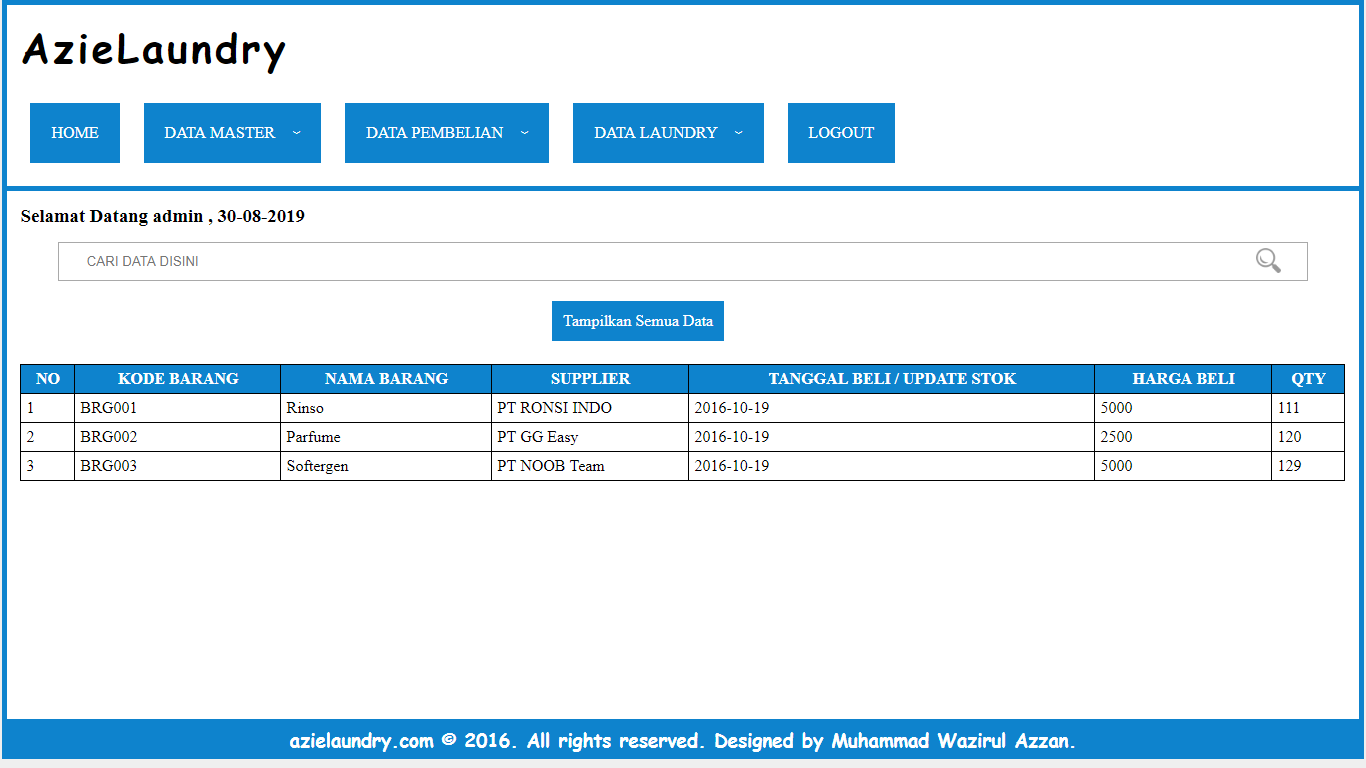 AzieLaundry
HOME DATA MASTER DATA PEMBELIAN DATA LAUNDRY LOGOUT
Selamat Datang admin , 30-08-2019
CARI DATA DISINI
Tampilkan Semua Data
NO KODE BARANG NAMA BARANG SUPPLIER TANGGAL BELI / UPDATE STOK HARGA BELI QTY
1 BRG001 Rinso PT RONSI INDO 2016-10-19 5000 111
2 BRG002 Parfume PT GG Easy 2016-10-19 2500 120
3 BRG003 Softergen PT NOOB Team 2016-10-19 5000 129
azielaundry.com © 2016. All rights reserved. Designed by Muhammad Wazirul Azzan.